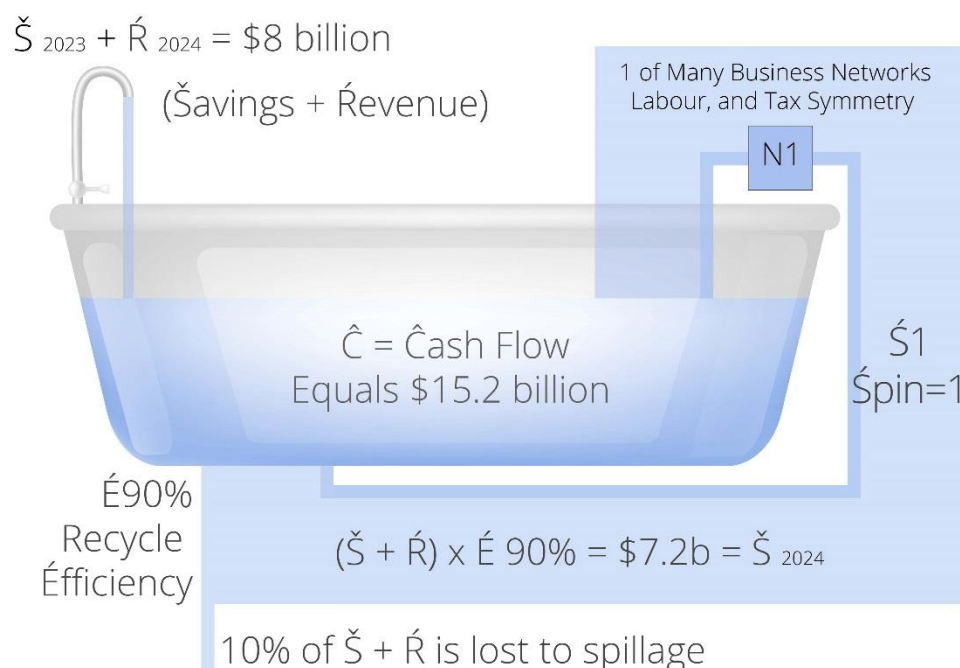 Š 2023 + Ŕ 2024 = $8 billion
(Šavings + Ŕevenue)
1 of Many Business Networks
Labour, and Tax Symmetry
N1
Ĉ = Ĉash Flow
Equals $15.2 billion
Ś1
Śpin=1
É90%
Recycle
Éfficiency
(Š + Ŕ) x É 90% = $7.2b = Š 2024
10% of Š + Ŕ is lost to spillage